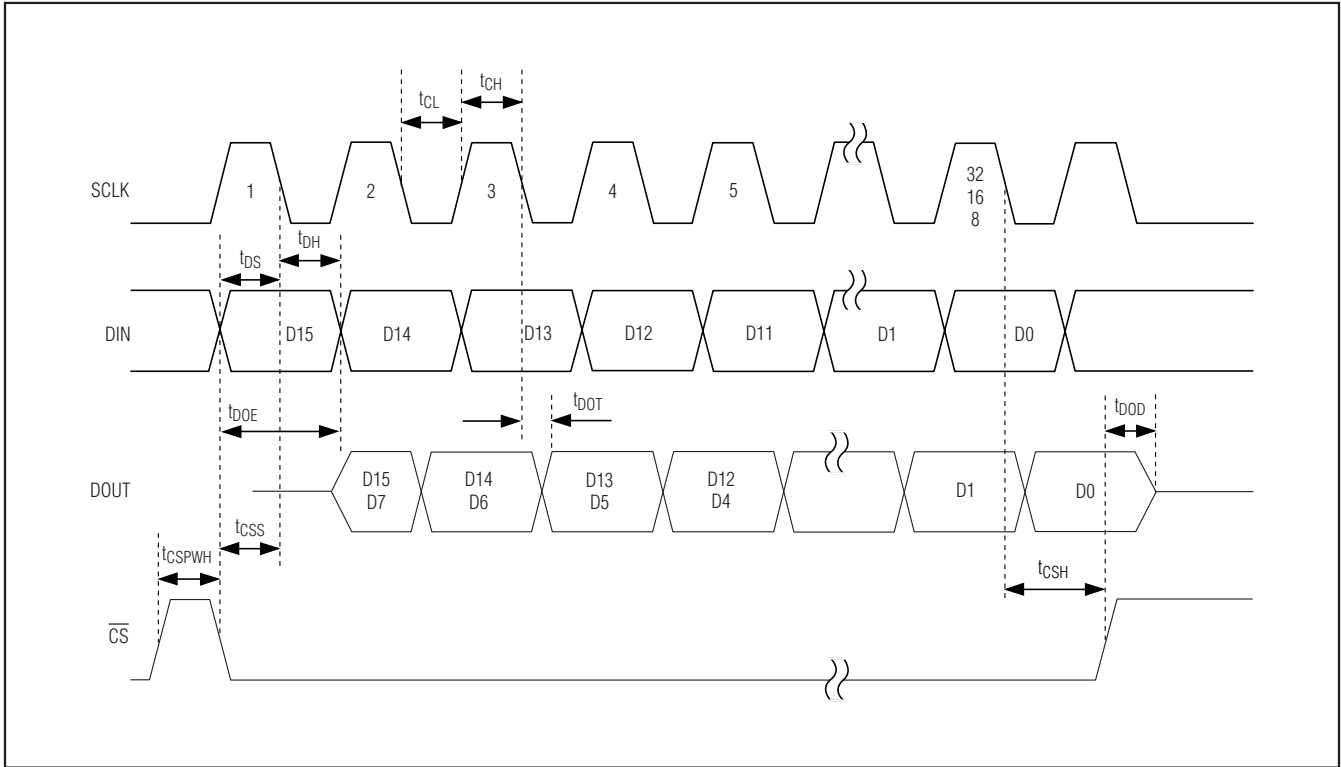 tCH
tCL
SCLK 1 2 3 4 5 32
16
8
tDH
tDS
DIN D15 D14 D13 D12 D11 D1 D0
tDOE tDOT tDOD
DOUT D15 D14 D13 D12 D1 D0
D7 D6 D5 D4
tCSS
tCSPWH
tCSH
CS